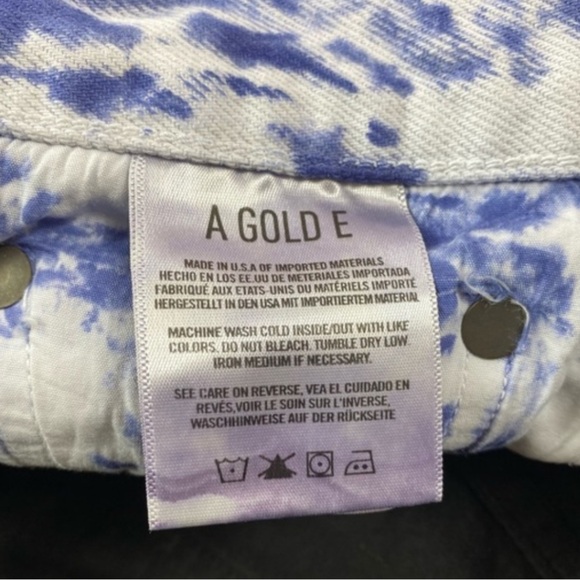 A GOLD E
MADE IN U.S.A OF IMPORTED MATERIALS
HECHO EN LOS EE.UU DE METERIALES IMPORTADA
FABRIQUÉ AUX ETATS-UNIS DU MATÉRIELS IMPORTÉ
HERGESTELLT IN DEN USA MIT IMPORTIERTEM MATERIAL
MACHINE WASH COLD INSIDE/OUT WITH LIKE
COLORS. DO NOT BLEACH. TUMBLE DRY LOW.
IRON MEDIUM IF NECESSARY.
SEE CARE ON REVERSE, VEA EL CUIDADO EN
REVÉS,VOIR LE SOIN SUR L'INVERSE,
WASCHHINWEISE AUF DER RÜCKSEITE